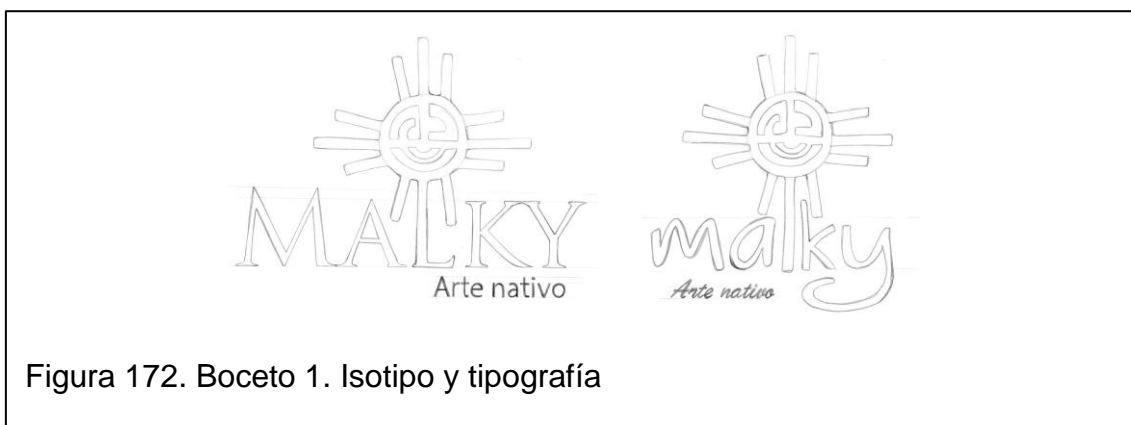 MALKY
Arte nativo
malky
Arte nativo
Figura 172. Boceto 1. Isotipo y tipografía